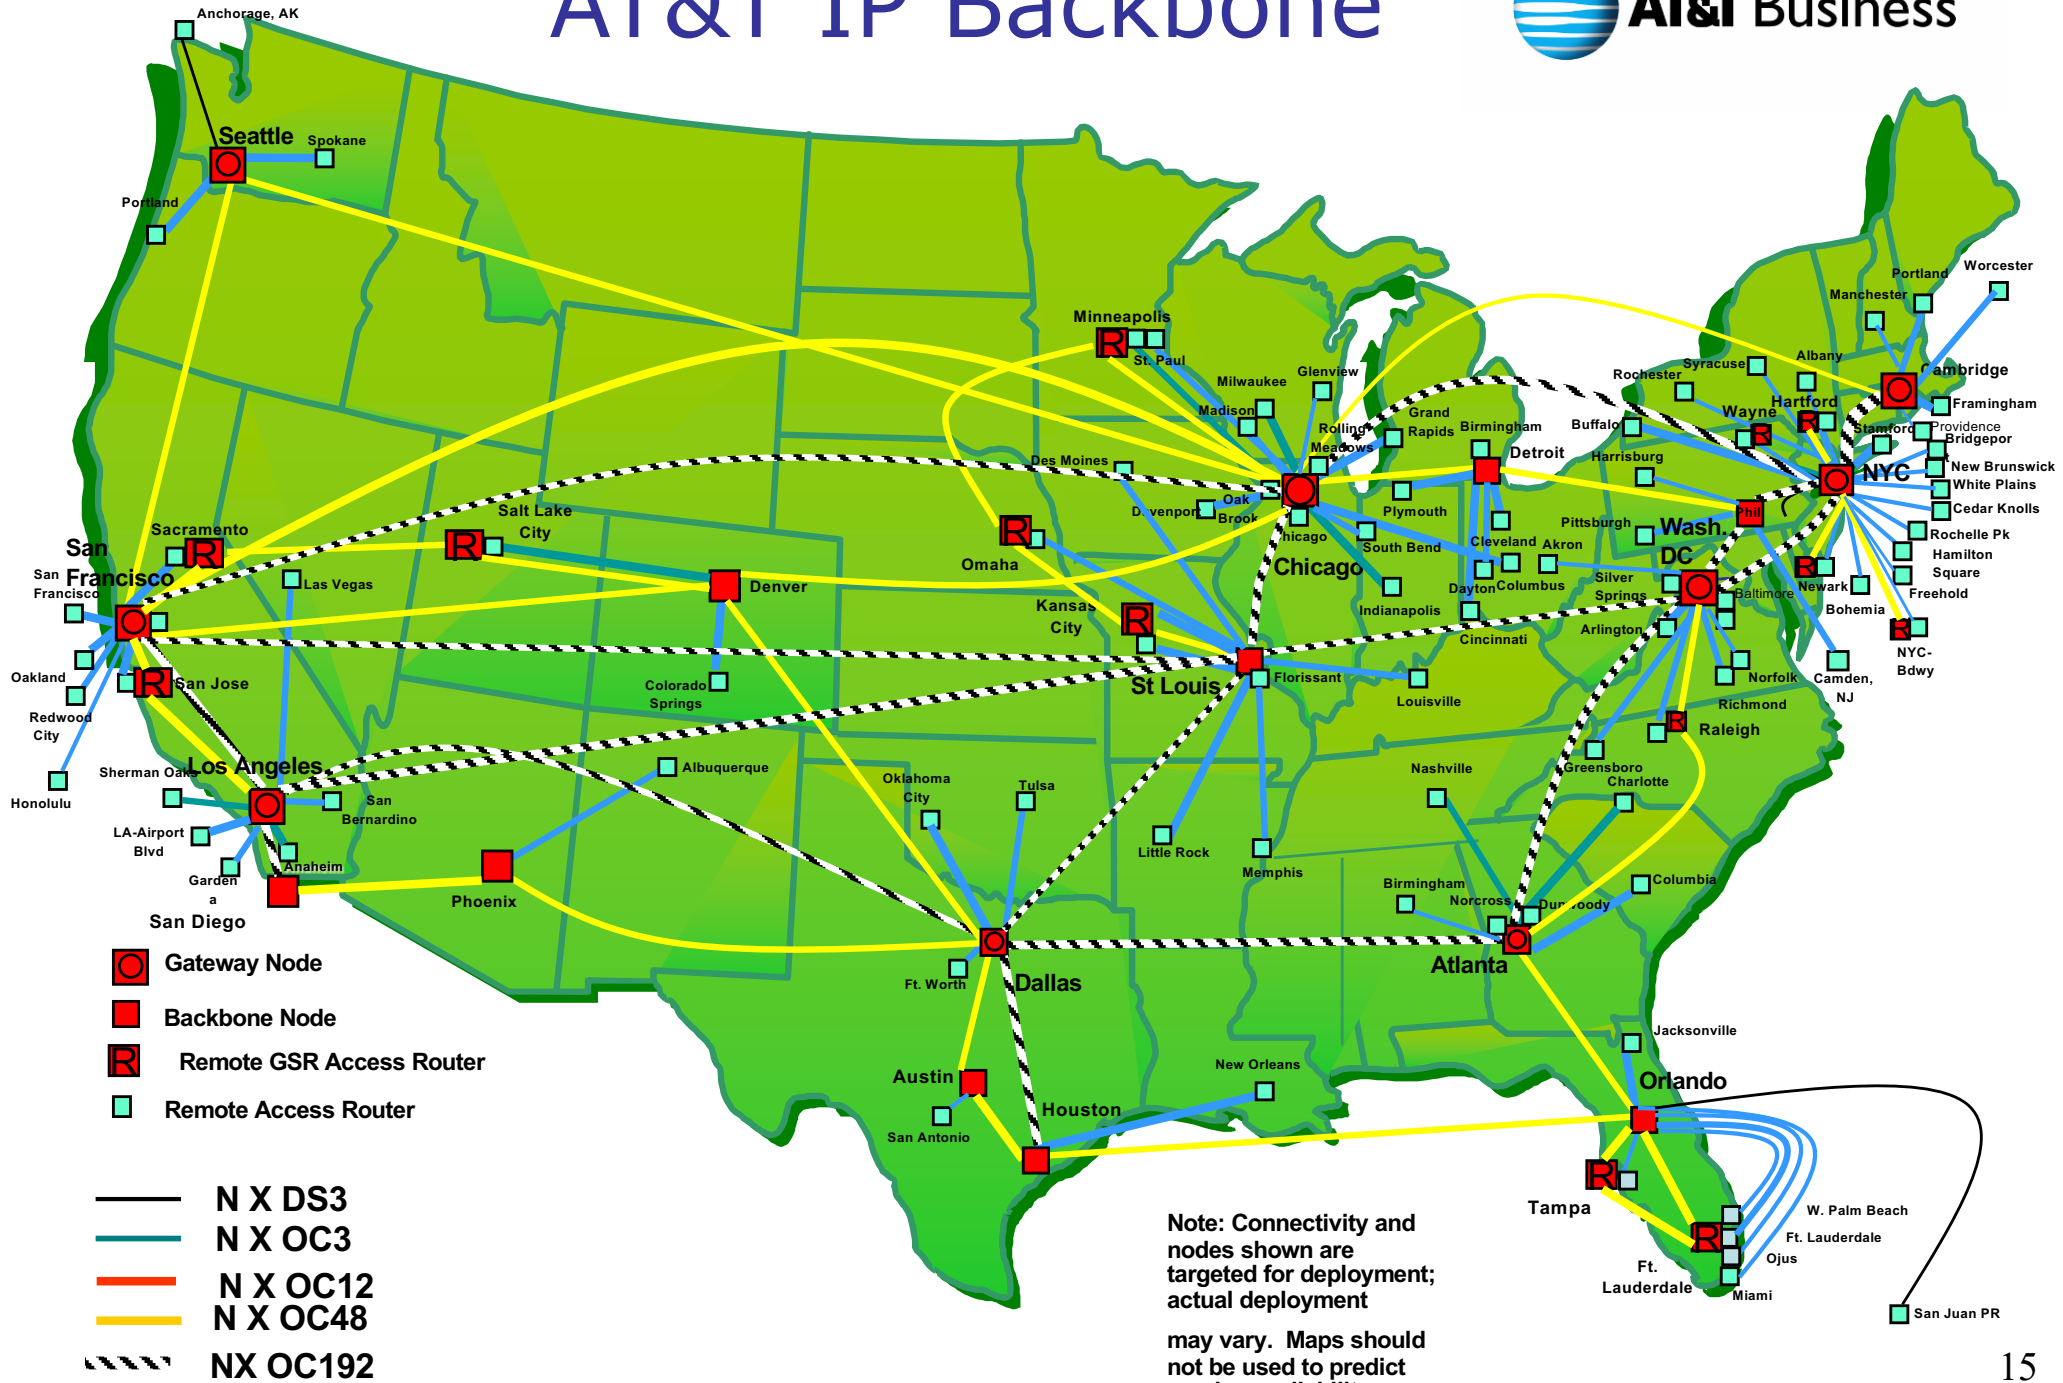 AT&T IP Backbone
AT&T Business
Anchorage, AK
Seattle
Spokane
Portland
Worcester
Portland
Manchester
Minneapolis
St. Paul
Glenview
Milwaukee
Madison
Grand
Rapids
Rolling
Meadows
Birmingham
Detroit
Syracuse
Albany
Rochester
Cambridge
Wayne
Hartford
Framingham
Buffalo
Stamford
Providence
Bridgepor
t
Harrisburg
NYC
New Brunswick
White Plains
Des Moines
Davenport
Oak
Brook
Plymouth
Phil
Cedar Knolls
Salt Lake
City
Sacramento
R
Pittsburgh
Wash.
DC
Rochelle Pk
Hamilton
Square
San
Francisco
San
Francisco
Omaha
hicago
Chicago
South Bend
Cleveland
Akron
Las Vegas
Denver
Kansas
City
Indianapolis
Dayton
Columbus
Silver
Springs
Baltimore
Newark
Bohemia
Freehold
Cincinnati
Arlington
NYC-
Bdwy
Oakland
San Jose
Redwood
City
Colorado
Springs
St Louis
Florissant
Louisville
Norfolk
Richmond
Camden,
NJ
Raleigh
Greensboro
Charlotte
Honolulu
Sherman Oaks
Los Angeles
San
Bernardino
Albuquerque
Oklahoma
City
Tulsa
Nashville
LA-Airport
Blvd
Garden
a
Anaheim
San Diego
Phoenix
Little Rock
Memphis
Birmingham
Norcross
Dunwoody
Columbia
Gateway Node
Backbone Node
R
Remote GSR Access Router
Remote Access Router
Ft. Worth
Dallas
Atlanta
Jacksonville
Austin
San Antonio
Houston
New Orleans
Orlando
Tampa
W. Palm Beach
Ft. Lauderdale
Ojus
Ft.
Lauderdale
Miami
San Juan PR
N X DS3
N X OC3
N X OC12
N X OC48
NX OC192
Note: Connectivity and
nodes shown are
targeted for deployment;
actual deployment
may vary. Maps should
not be used to predict
15